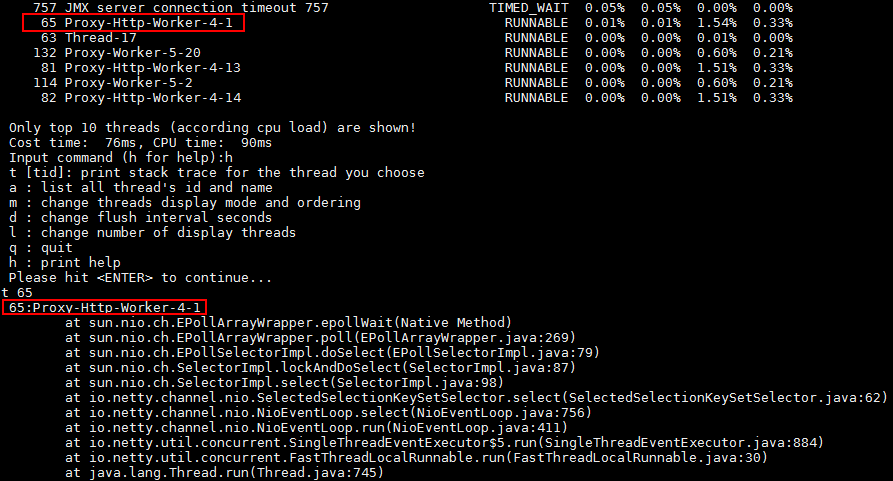 757 JMX server connection timeout 757 TIMED_WAIT 0.05% 0.05% 0.00% 0.00%
65 Proxy-Http-Worker-4-1 RUNNABLE 0.01% 0.01% 1.54% 0.33%
63 Thread-17 RUNNABLE 0.00% 0.00% 0.01% 0.00%
132 Proxy-Worker-5-20 RUNNABLE 0.00% 0.00% 0.60% 0.21%
81 Proxy-Http-Worker-4-13 RUNNABLE 0.00% 0.00% 1.51% 0.33%
114 Proxy-Worker-5-2 RUNNABLE 0.00% 0.00% 0.60% 0.21%
82 Proxy-Http-Worker-4-14 RUNNABLE 0.00% 0.00% 1.51% 0.33%
Only top 10 threads (according cpu load) are shown!
Cost time: 76ms, CPU time: 90ms
Input command (h for help):h
t [tid]: print stack trace for the thread you choose
a : list all thread's id and name
m : change threads display mode and ordering
d : change flush interval seconds
l : change number of display threads
q : quit
h : print help
Please hit <ENTER> to continue...
t 65
65:Proxy-Http-Worker-4-1
at sun.nio.ch.EPollArrayWrapper.epollWait(Native Method)
at sun.nio.ch.EPollArrayWrapper.poll(EPollArrayWrapper.java:269)
at sun.nio.ch.EPollSelectorImpl.doSelect(EPollSelectorImpl.java:79)
at sun.nio.ch.SelectorImpl.lockAndDoSelect(SelectorImpl.java:87)
at sun.nio.ch.SelectorImpl.select(SelectorImpl.java:98)
at io.netty.channel.nio.SelectedSelectionKeySetSelector.select(SelectedSelectionKeySetSelector.java:62)
at io.netty.channel.nio.NioEventLoop.select(NioEventLoop.java:756)
at io.netty.channel.nio.NioEventLoop.run(NioEventLoop.java:411)
at io.netty.util.concurrent.SingleThreadEventExecutor$5.run(SingleThreadEventExecutor.java:884)
at io.netty.util.concurrent.FastThreadLocalRunnable.run(FastThreadLocalRunnable.java:30)
at java.lang.Thread.run(Thread.java:745)